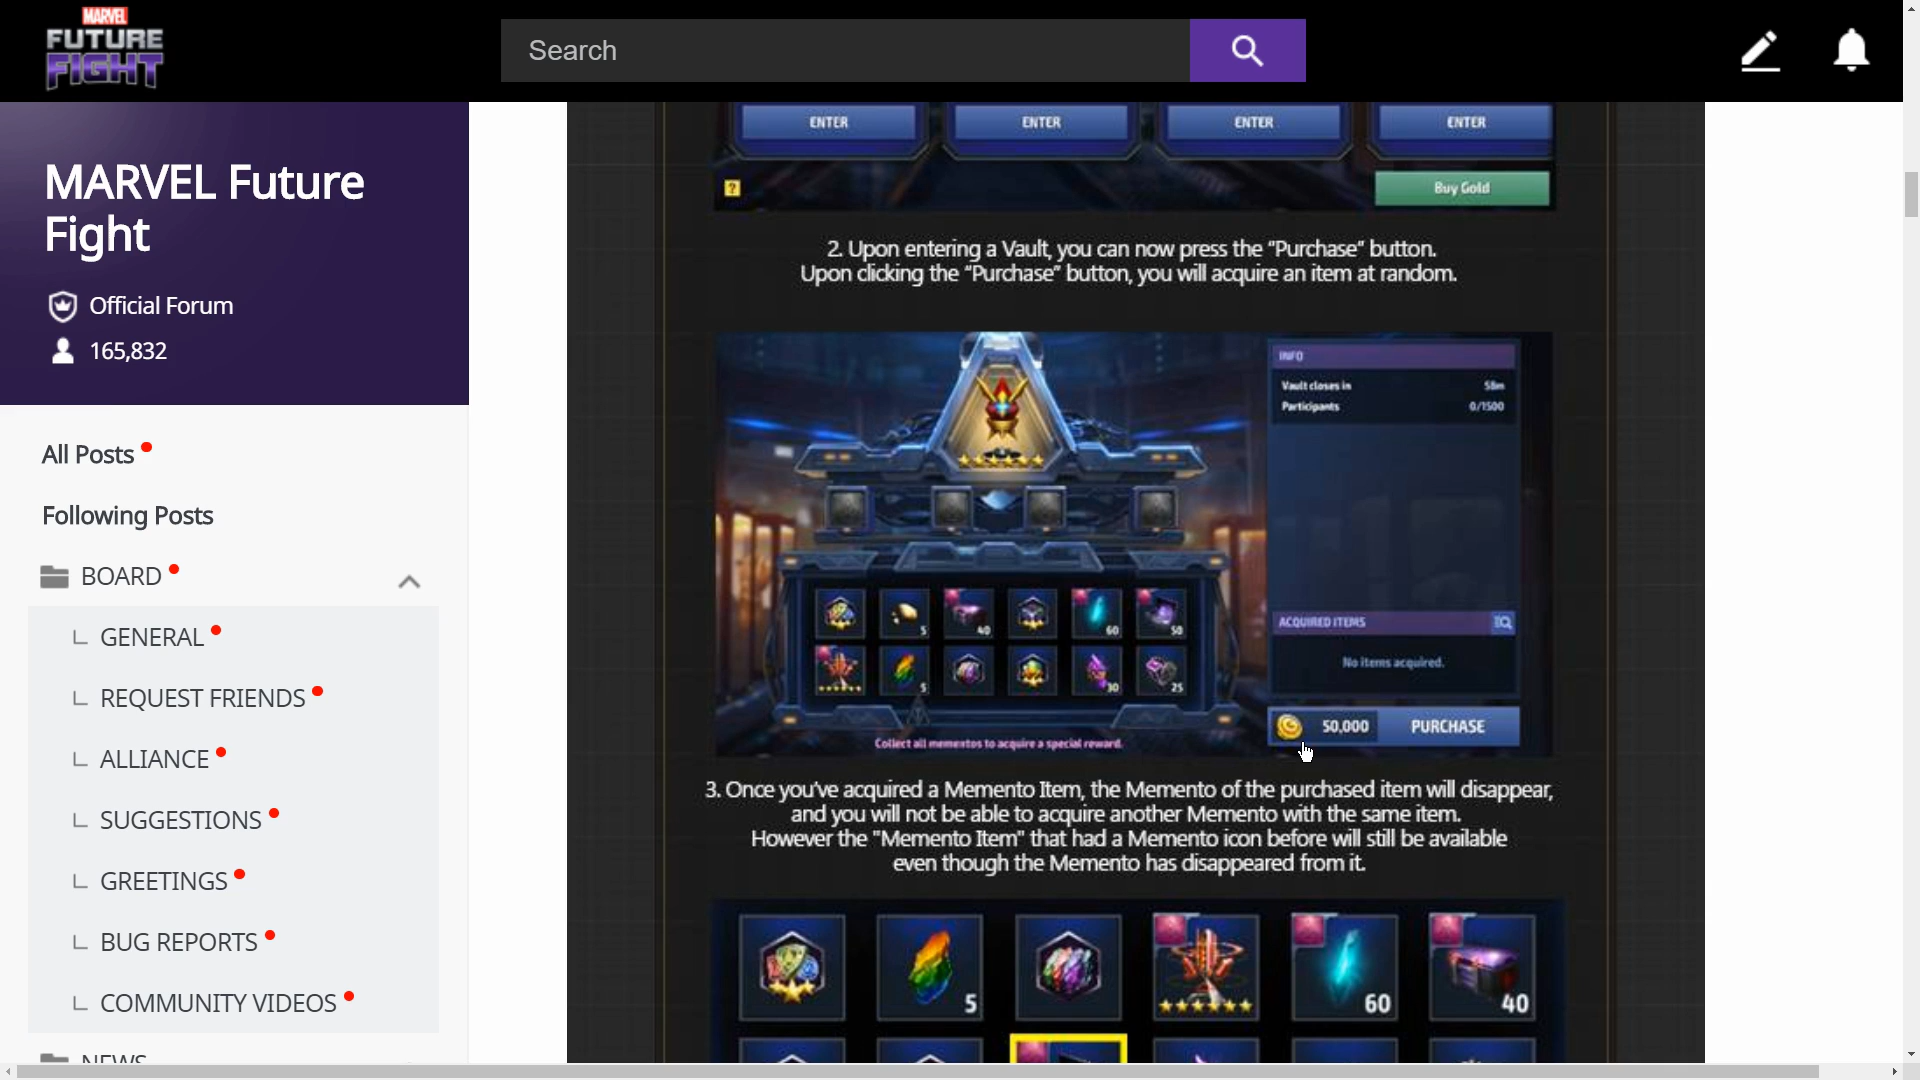 MARVEL
FUTURE
FIGHT
Search
MARVEL Future
Fight
Official Forum
165,832
All Posts
Following Posts
BOARD
GENERAL
REQUEST FRIENDS
ALLIANCE
SUGGESTIONS
GREETINGS
BUG REPORTS
COMMUNITY VIDEOS
NEWS
ENTER ENTER ENTER ENTER
? Buy Gold
2. Upon entering a Vault, you can now press the “Purchase” button.
Upon clicking the “Purchase” button, you will acquire an item at random.
INFO
Vault closes in 58m
Participants 0/1500
5 40 60 50
5 30 25
ACQUIRED ITEMS
No items acquired.
50,000 PURCHASE
Collect all mementos to acquire a special reward.
3. Once you’ve acquired a Memento Item, the Memento of the purchased item will disappear,
and you will not be able to acquire another Memento with the same item.
However the "Memento Item" that had a Memento icon before will still be available
even though the Memento has disappeared from it.
5 60 40